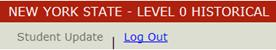 NEW YORK STATE - LEVEL 0 HISTORICAL
Student Update | Log Out